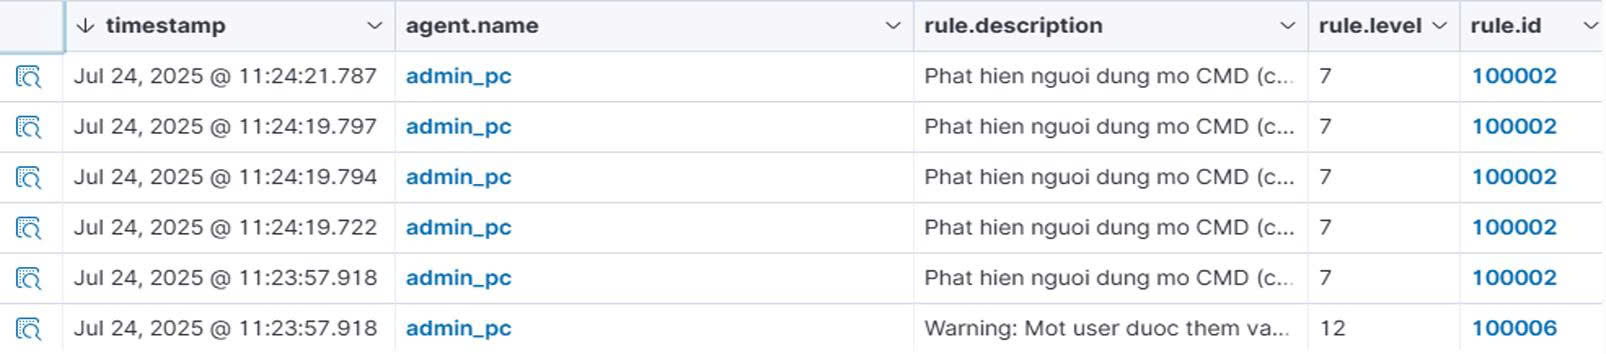 timestamp agent.name rule.description rule.level rule.id
Jul 24, 2025 @ 11:24:21.787 admin_pc Phat hien nguoi dung mo CMD (c... 7 100002
Jul 24, 2025 @ 11:24:19.797 admin_pc Phat hien nguoi dung mo CMD (c... 7 100002
Jul 24, 2025 @ 11:24:19.794 admin_pc Phat hien nguoi dung mo CMD (c... 7 100002
Jul 24, 2025 @ 11:24:19.722 admin_pc Phat hien nguoi dung mo CMD (c... 7 100002
Jul 24, 2025 @ 11:23:57.918 admin_pc Phat hien nguoi dung mo CMD (c... 7 100002
Jul 24, 2025 @ 11:23:57.918 admin_pc Warning: Mot user duoc them va... 12 100006